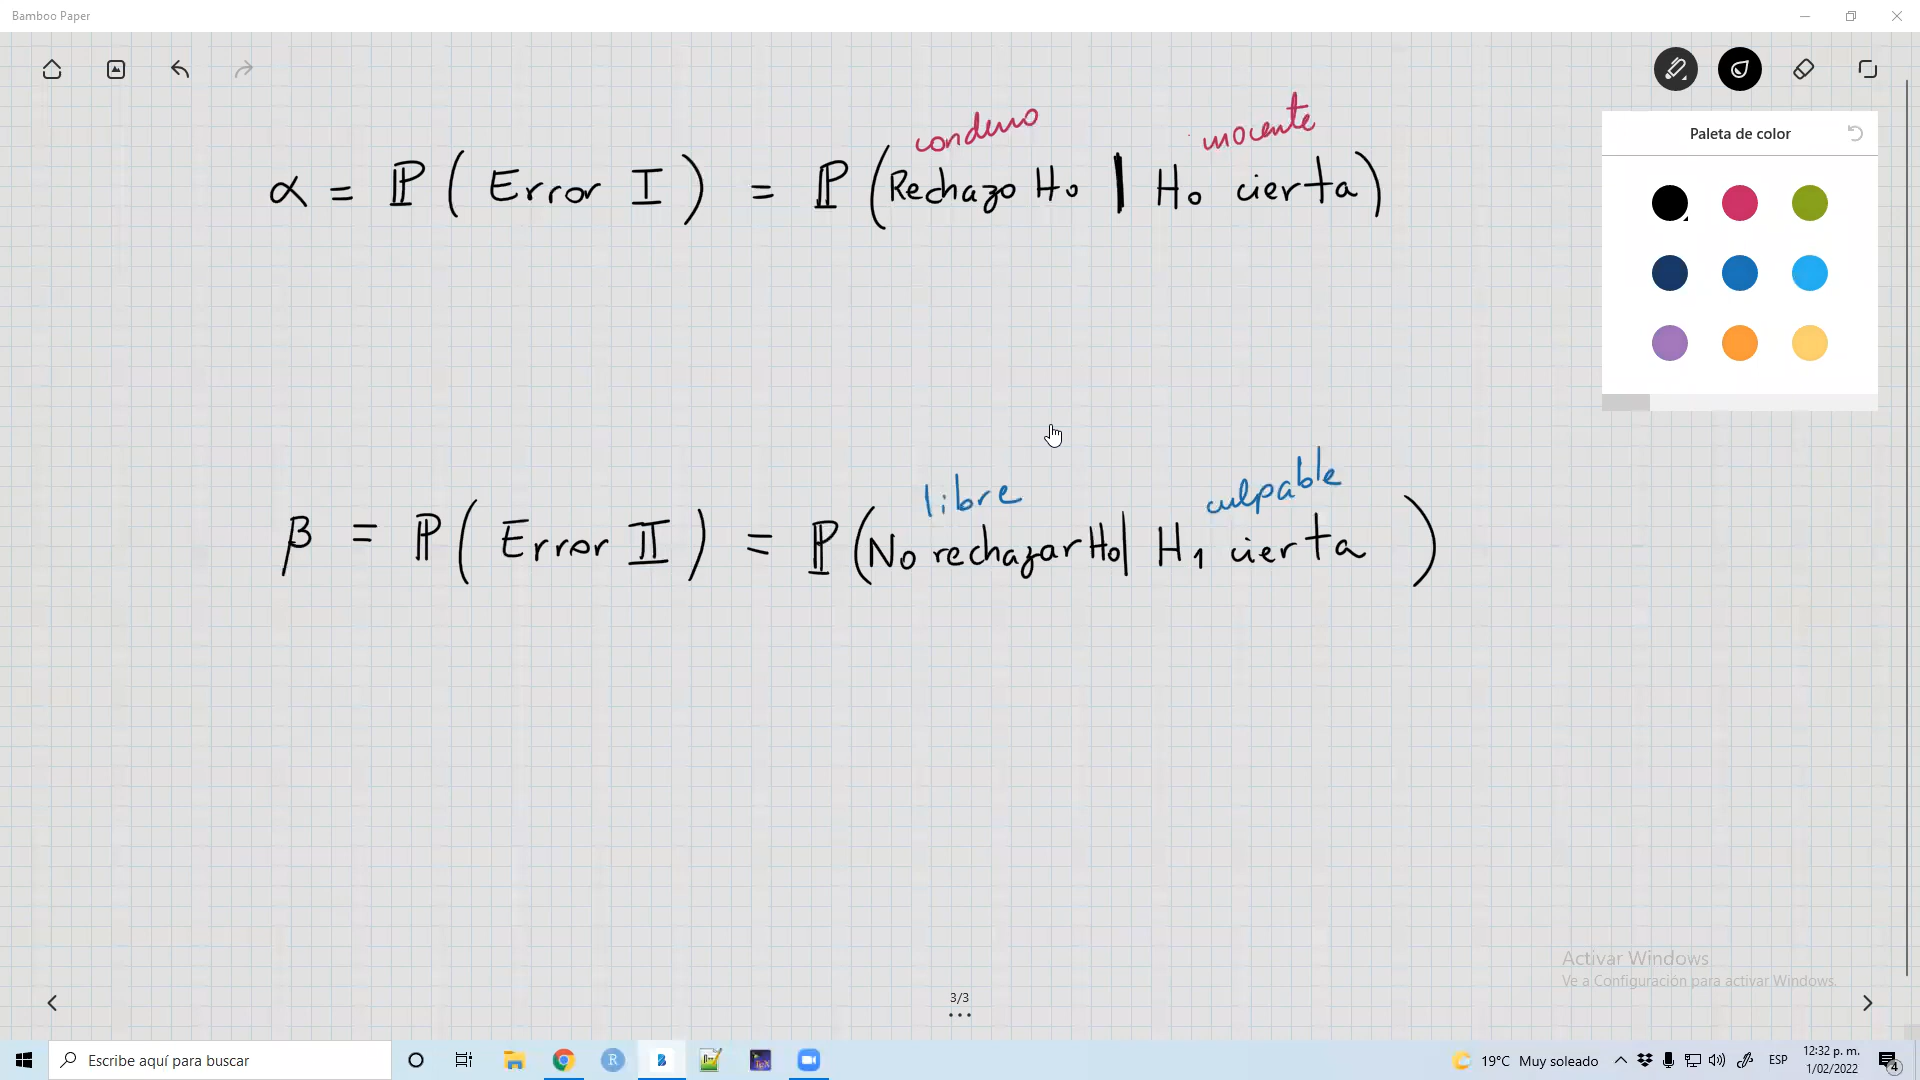 Bamboo Paper
condeno inocente
α = ℙ ( Error I ) = ℙ (Rechazo H₀ | H₀ cierta)
Paleta de color
libre culpable
β = ℙ ( Error II ) = ℙ (No rechazar H₀ | H₁ cierta )
Activar Windows
Ve a Configuración para activar Windows.
3/3
Escribe aquí para buscar
19°C Muy soleado
ESP
12:32 p. m.
1/02/2022
4